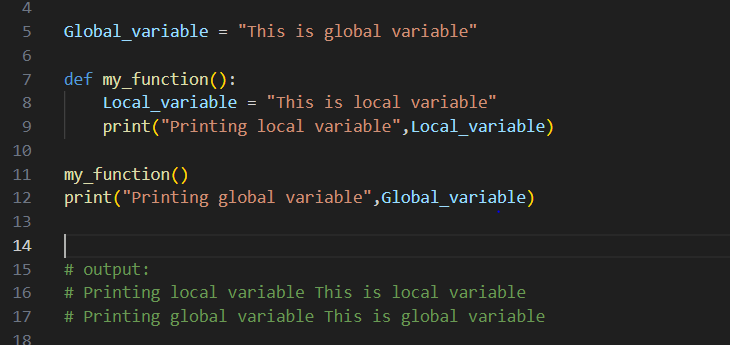 4
5 Global_variable = "This is global variable"
6
7 def my_function():
8     Local_variable = "This is local variable"
9     print("Printing local variable",Local_variable)
10
11 my_function()
12 print("Printing global variable",Global_variable)
13
14
15 # output:
16 # Printing local variable This is local variable
17 # Printing global variable This is global variable
18